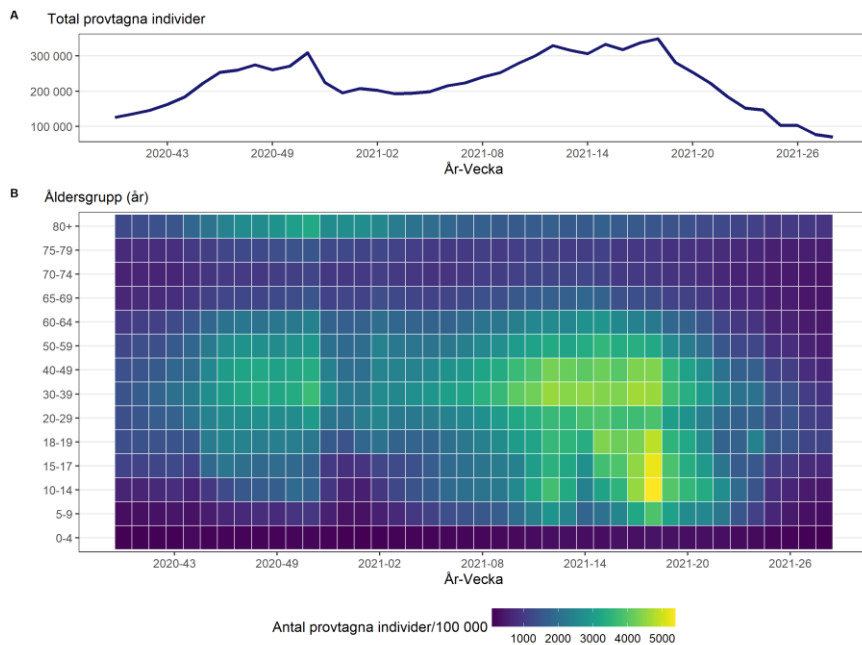 A Total provtagna individer
300 000
200 000
100 000
2020-43 2020-49 2021-02 2021-08 2021-14 2021-20 2021-26
År-Vecka
B Åldersgrupp (år)
80+
75-79
70-74
65-69
60-64
50-59
40-49
30-39
20-29
18-19
15-17
10-14
5-9
0-4
2020-43 2020-49 2021-02 2021-08 2021-14 2021-20 2021-26
År-Vecka
Antal provtagna individer/100 000
1000 2000 3000 4000 5000